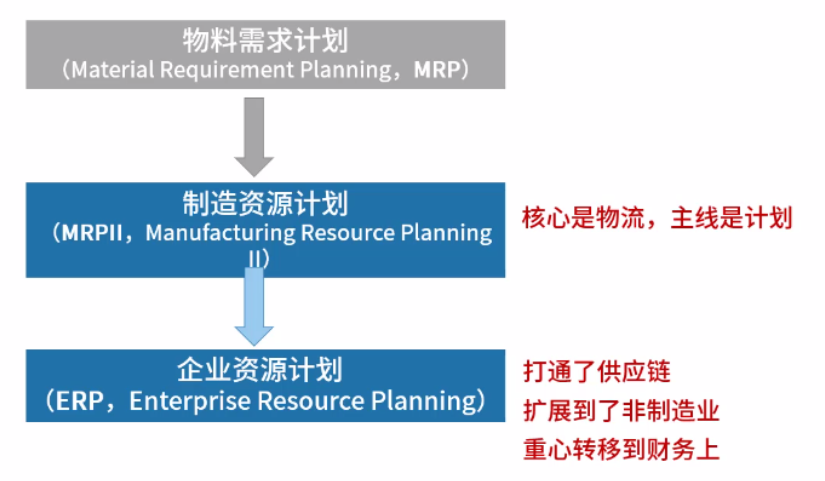 物料需求计划
（Material Requirement Planning，MRP）
制造资源计划
（MRPII，Manufacturing Resource Planning
II）
核心是物流，主线是计划
企业资源计划
（ERP，Enterprise Resource Planning）
打通了供应链
扩展到了非制造业
重心转移到财务上